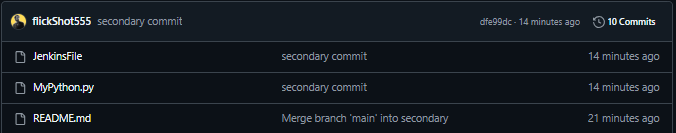 flickShot555 secondary commit dfe99dc · 14 minutes ago 10 Commits
JenkinsFile secondary commit 14 minutes ago
MyPython.py secondary commit 14 minutes ago
README.md Merge branch 'main' into secondary 21 minutes ago